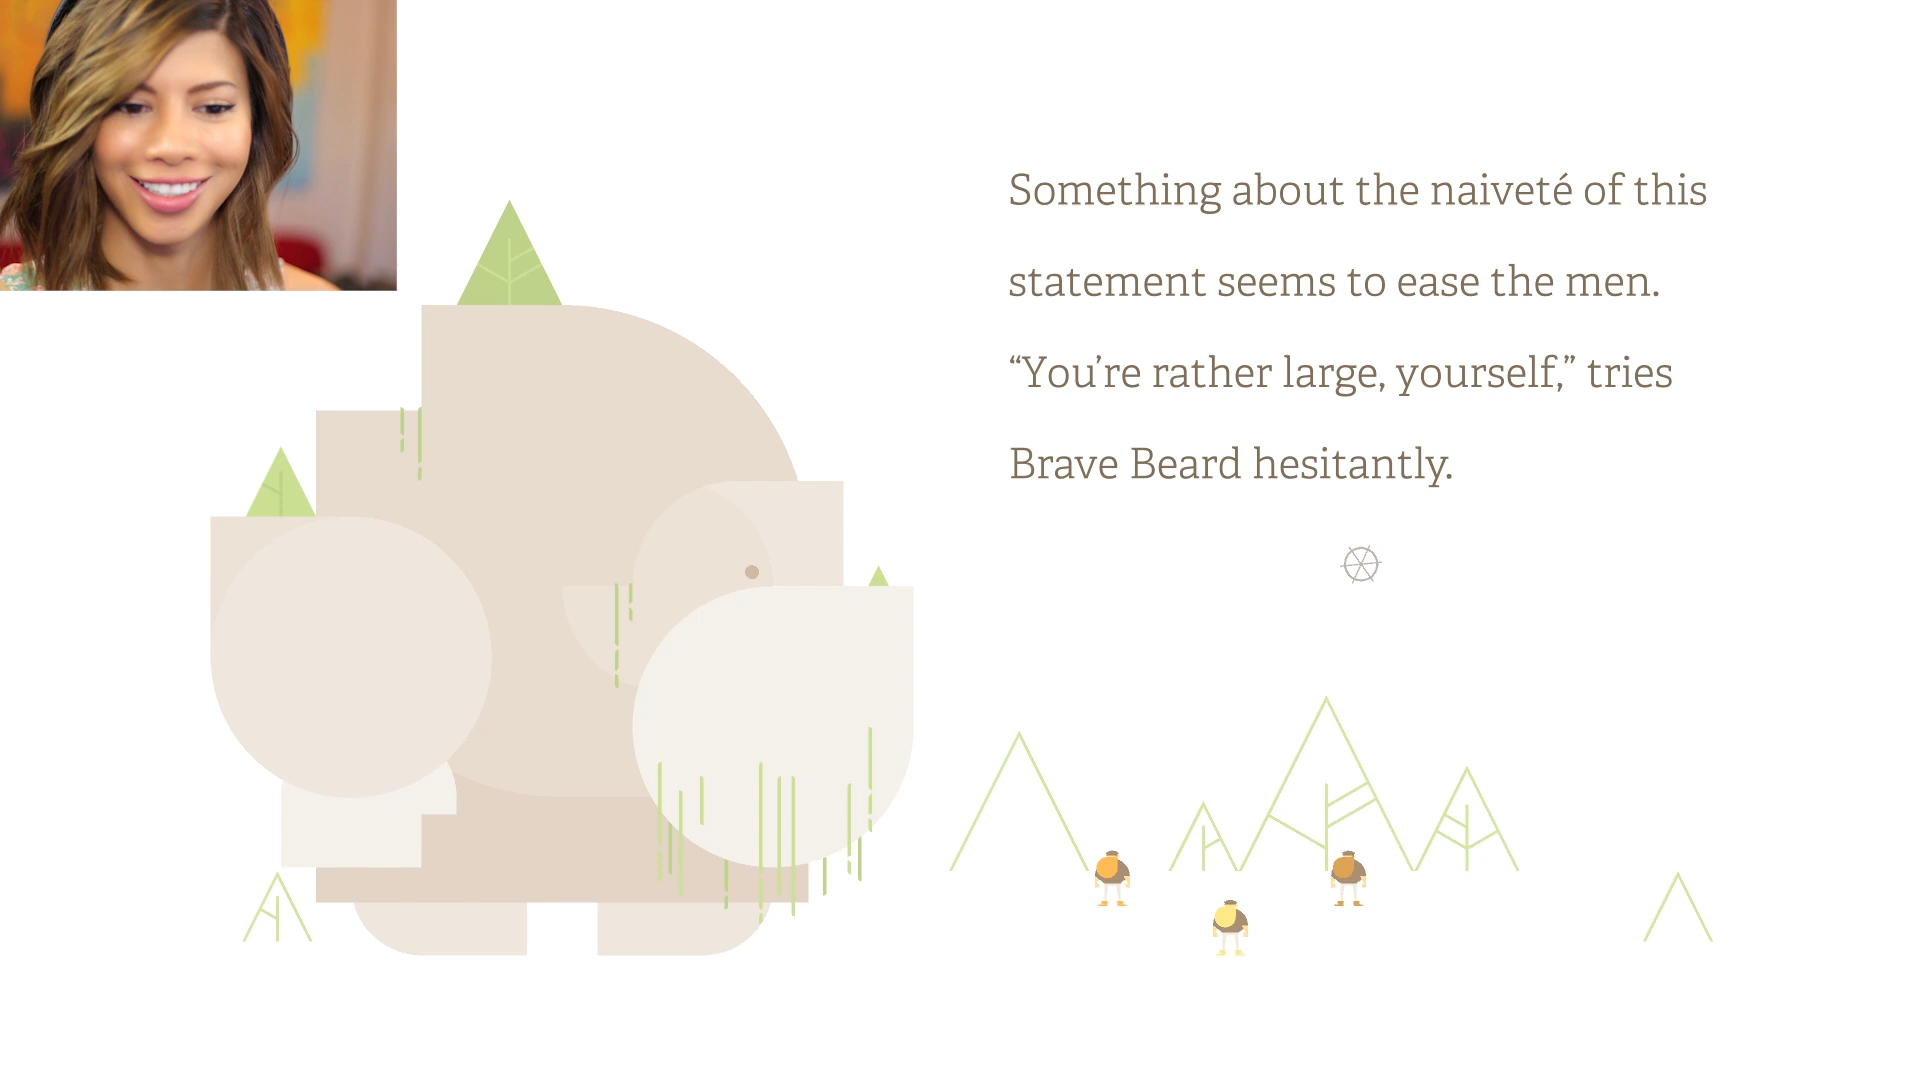 Something about the naiveté of this
statement seems to ease the men.
“You’re rather large, yourself,” tries
Brave Beard hesitantly.